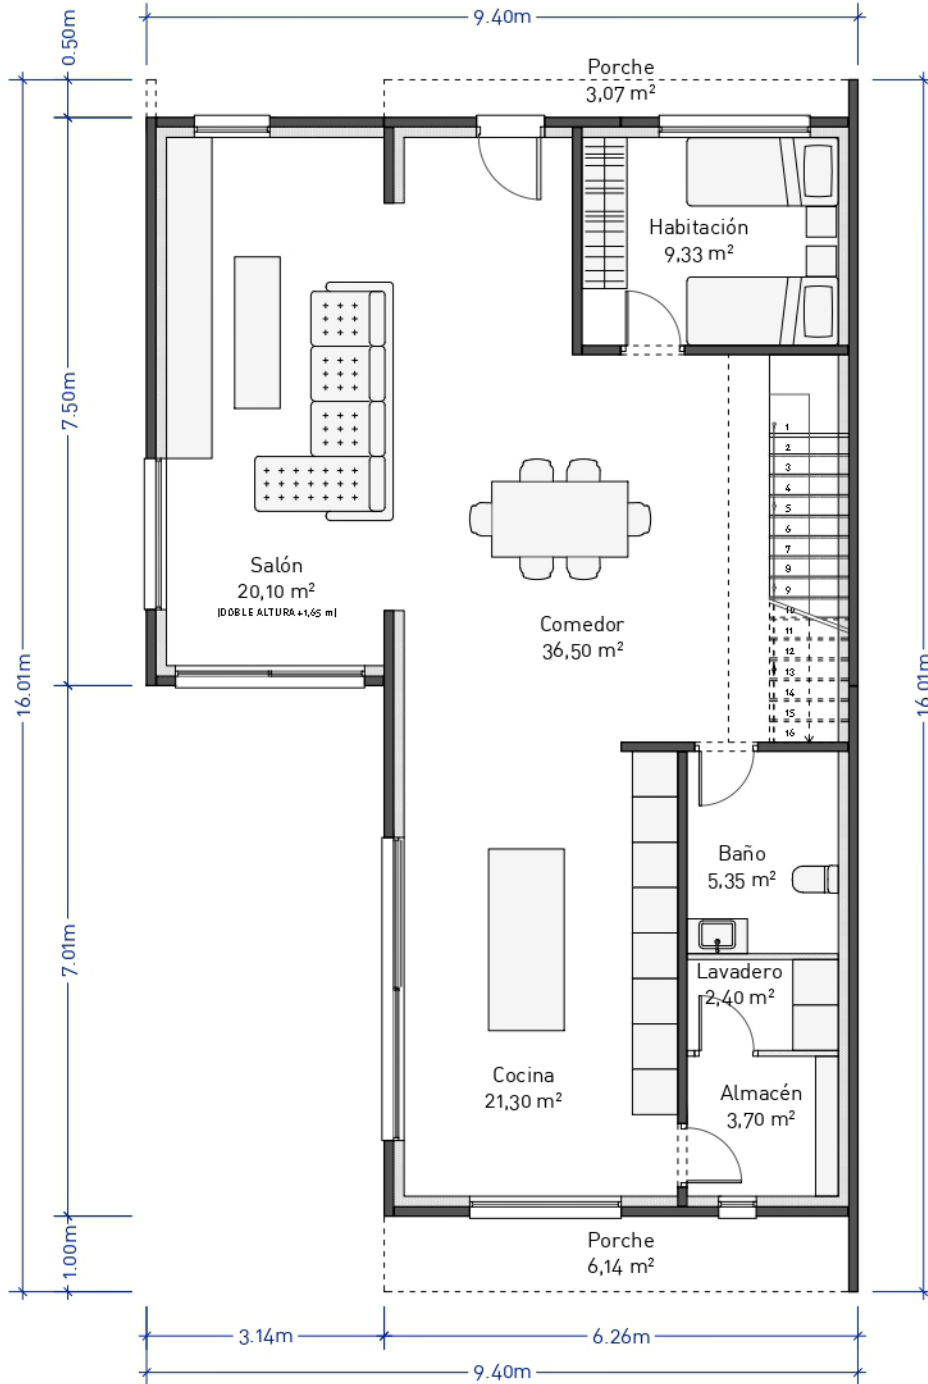 9.40m
0.50m
Porche
3,07 m²
Habitación
9,33 m²
7.50m
1
2
3
4
5
6
7
8
9
10
11
12
13
14
15
16
Salón
20,10 m²
(DOBLE ALTURA +1,65 m)
Comedor
36,50 m²
16.01m
16.01m
Baño
5,35 m²
7.01m
Lavadero
2,40 m²
Cocina
21,30 m²
Almacén
3,70 m²
1.00m
Porche
6,14 m²
3.14m
6.26m
9.40m